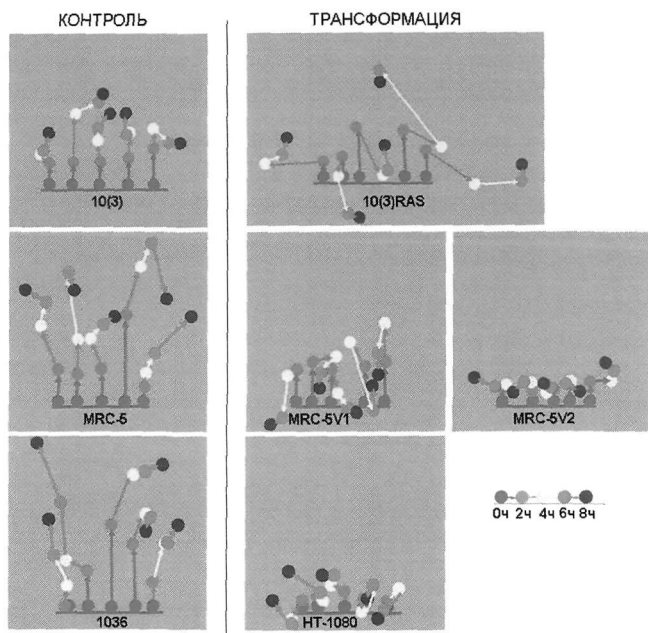 КОНТРОЛЬ
ТРАНСФОРМАЦИЯ
10(3)
10(3)RAS
MRC-5
MRC-5V1
MRC-5V2
0ч 2ч 4ч 6ч 8ч
1036
HT-1080